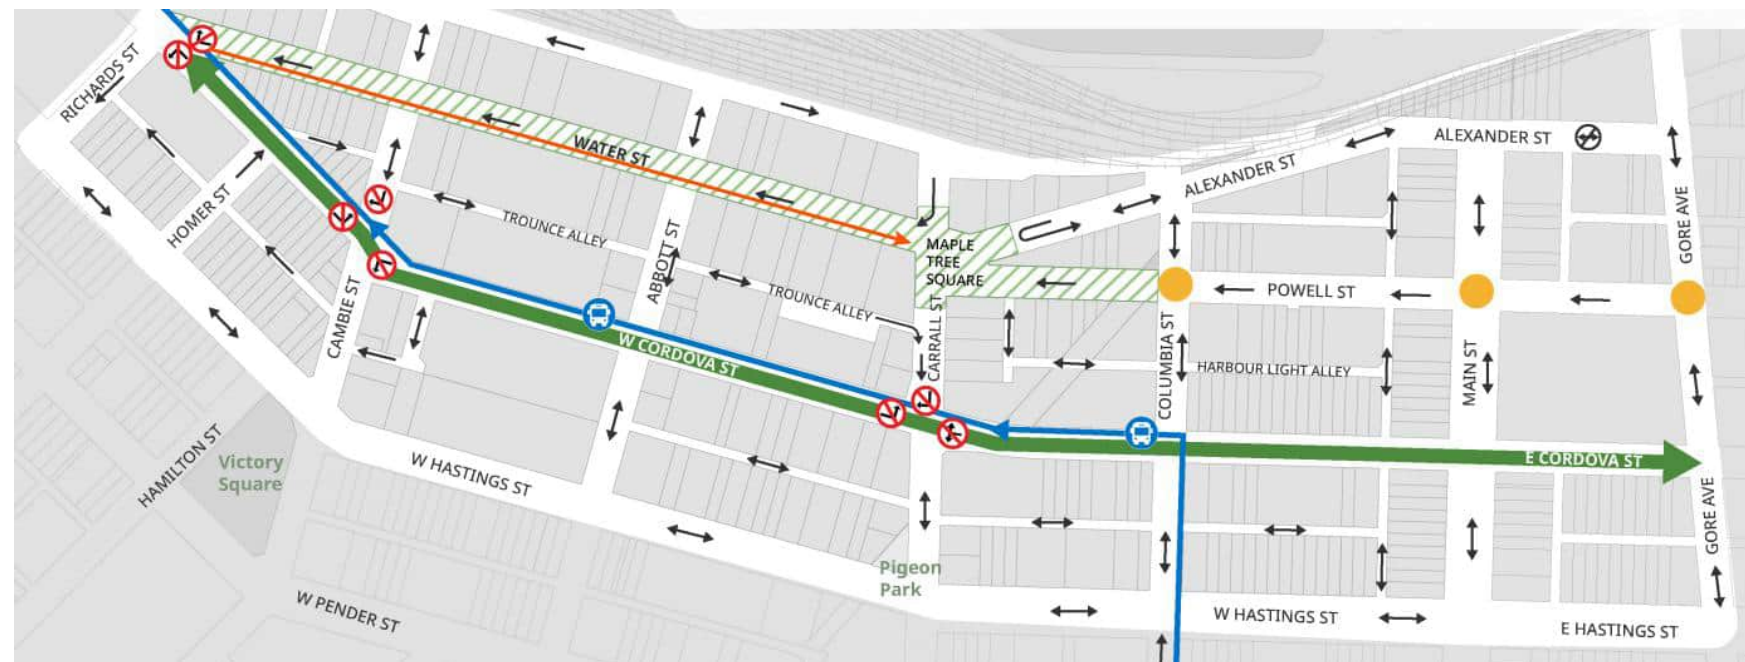 RICHARDS ST
WATER ST
ALEXANDER ST
ALEXANDER ST
HOMER ST
TROUNCE ALLEY
ABBOTT ST
MAPLE
TREE
SQUARE
GORE AVE
TROUNCE ALLEY
POWELL ST
CAMBIE ST
CARRALL ST
W CORDOVA ST
COLUMBIA ST
HARBOUR LIGHT ALLEY
MAIN ST
HAMILTON ST
Victory
Square
W HASTINGS ST
E CORDOVA ST
GORE AVE
Pigeon
Park
W PENDER ST
W HASTINGS ST
E HASTINGS ST